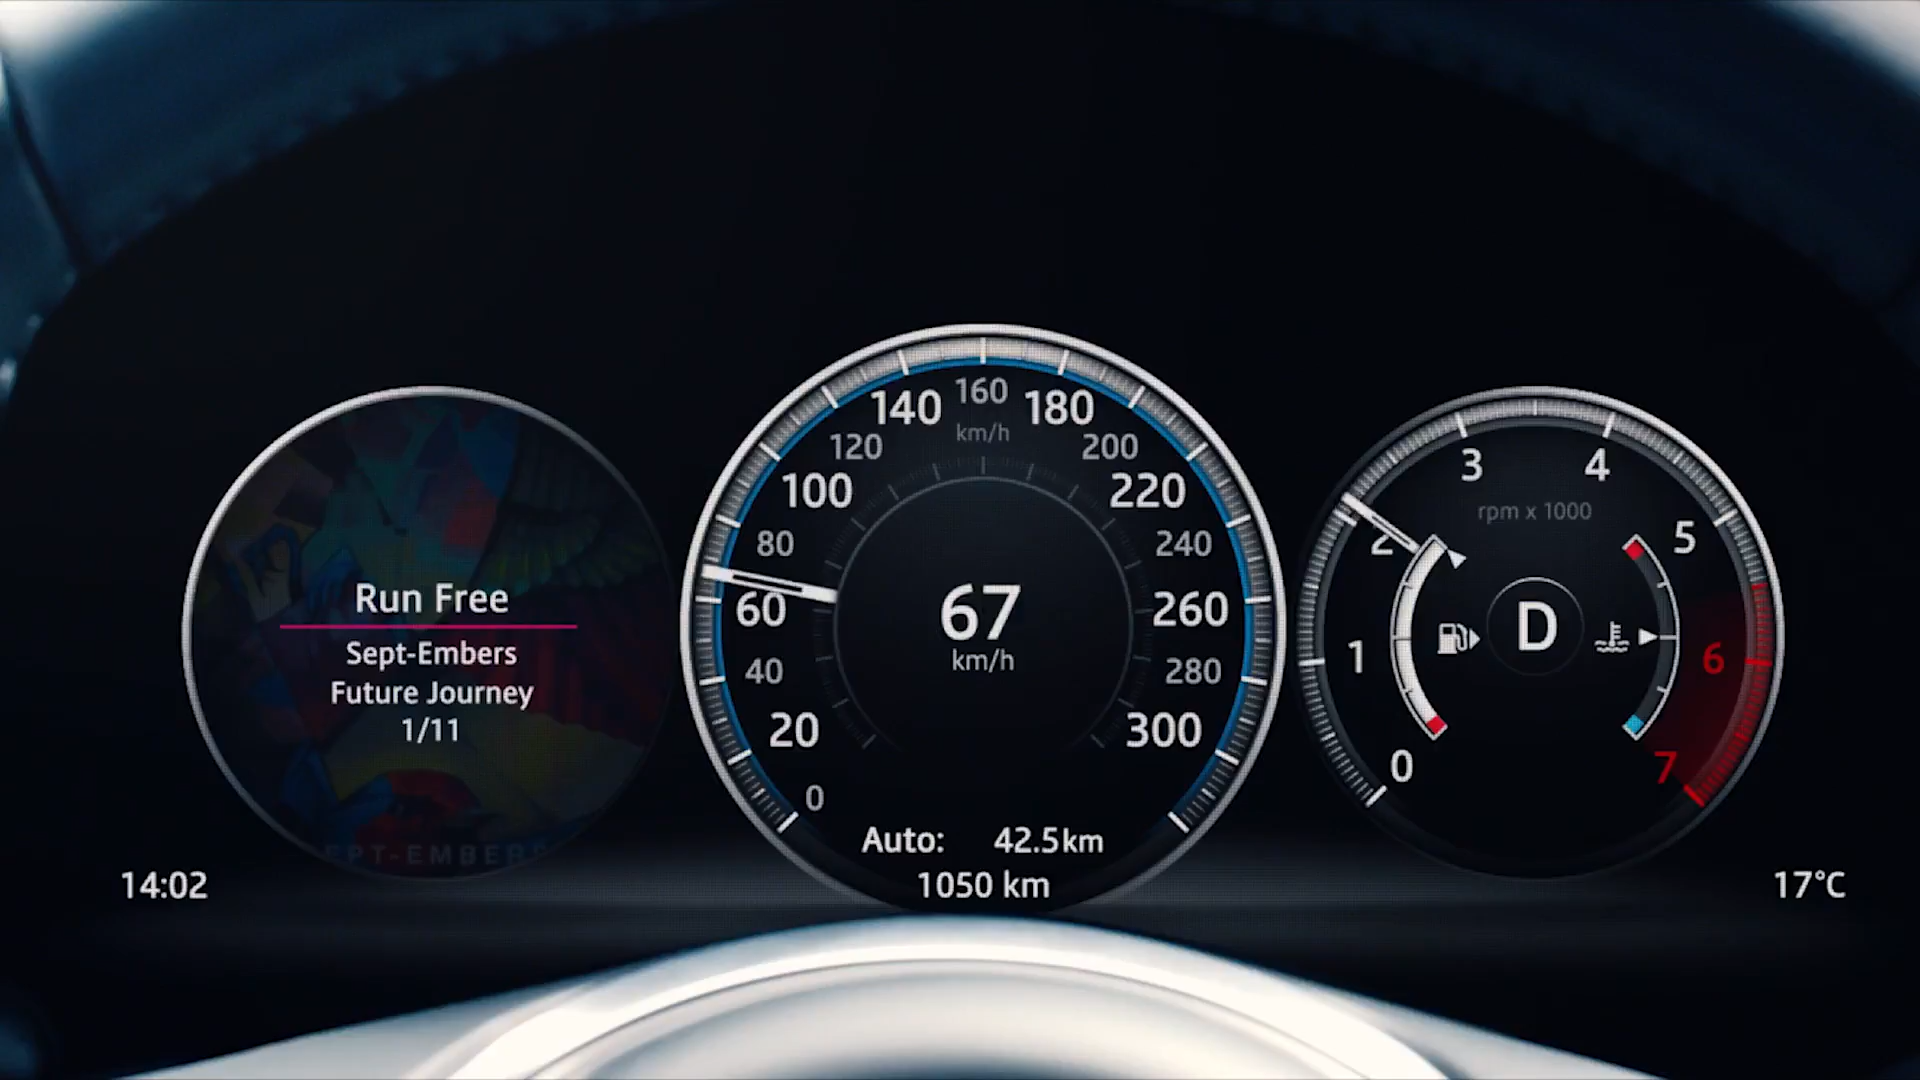 Run Free
Sept-Embers
Future Journey
1/11
EPT-EMBERS
14:02
0
20
40
60
80
100
120
140
160
km/h
180
200
220
240
260
280
300
67
km/h
Auto: 42.5km
1050 km
0
1
2
3
4
5
6
7
rpm x 1000
D
17°C